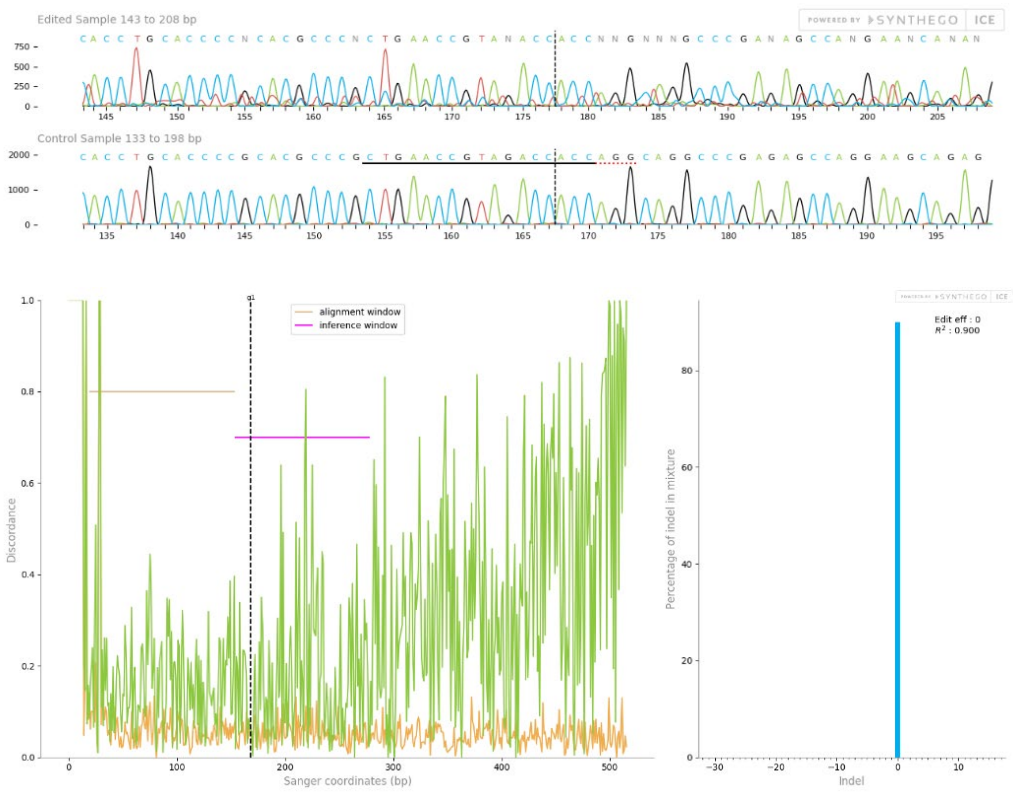 Edited Sample 143 to 208 bp
POWERED BY SYNTHEGO ICE
C A C C T G C A C C C C N C A C G C C C N C T G A A C C G T A N A C C A C C N N G N N N G C C C G A N A G C C A N G A A N C A N A N
750
500
250
0
145 150 155 160 165 170 175 180 185 190 195 200 205
Control Sample 133 to 198 bp
C A C C T G C A C C C C G C A C G C C C G C T G A A C C G T A G A C C A C C A G G C A G G C C C G A G A G C C A G G A A G C A G A G
2000
1000
0
135 140 145 150 155 160 165 170 175 180 185 190 195
POWERED BY SYNTHEGO ICE
g1
alignment window
inference window
Discordance
1.0
0.8
0.6
0.4
0.2
0.0
0 100 200 300 400 500
Sanger coordinates (bp)
Edit eff : 0
R² : 0.900
Percentage of indel in mixture
80
60
40
20
0
−30 −20 −10 0 10
Indel